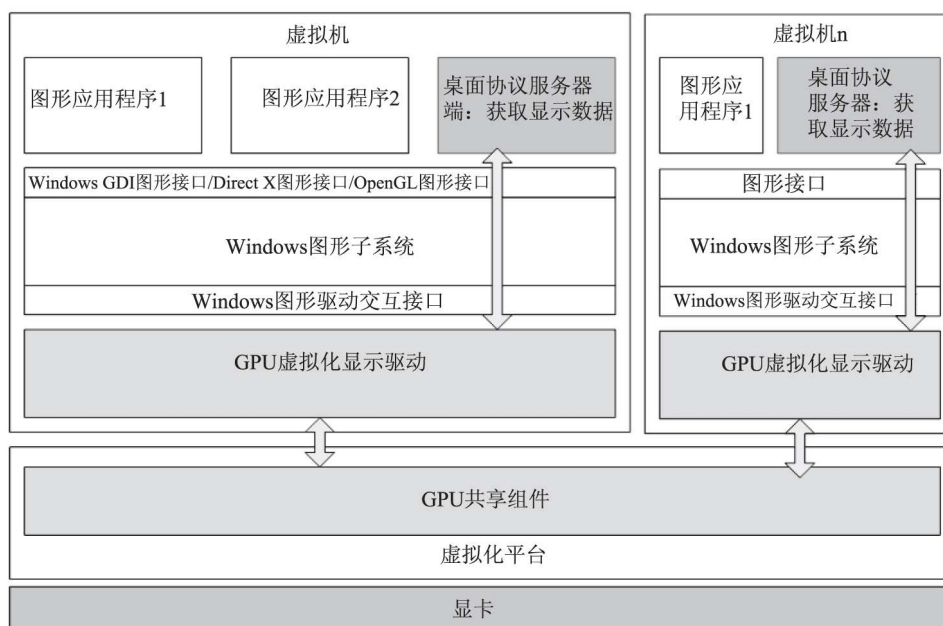 虚拟机
图形应用程序1
图形应用程序2
桌面协议服务器
端：获取显示数据
Windows GDI图形接口/Direct X图形接口/OpenGL图形接口
Windows图形子系统
Windows图形驱动交互接口
GPU虚拟化显示驱动
虚拟机n
图形应
用程序1
桌面协议
服务器：获
取显示数据
图形接口
Windows图形子系统
Windows图形驱动交互接口
GPU虚拟化显示驱动
GPU共享组件
虚拟化平台
显卡